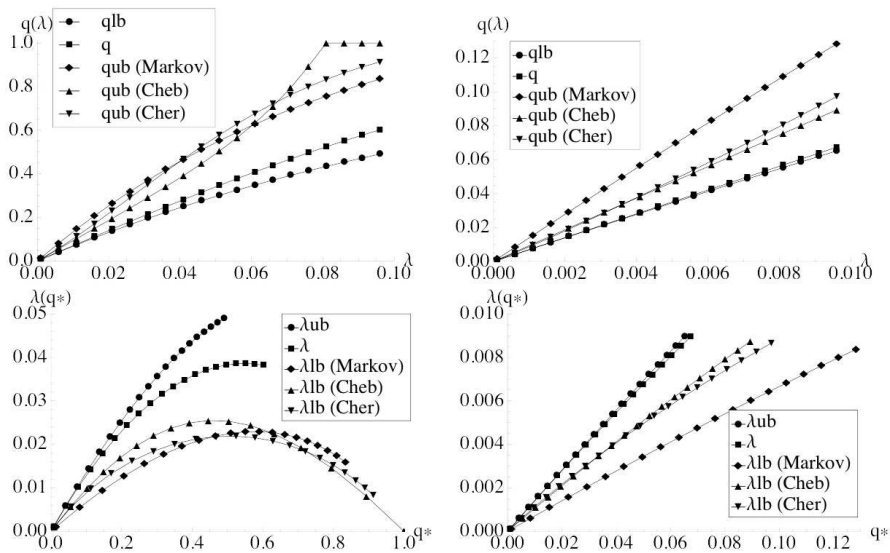 q(λ)
qlb
q
qub (Markov)
qub (Cheb)
qub (Cher)
1.0
0.8
0.6
0.4
0.2
0.0
0.00
0.02
0.04
0.06
0.08
0.10
λ
q(λ)
qlb
q
qub (Markov)
qub (Cheb)
qub (Cher)
0.12
0.10
0.08
0.06
0.04
0.02
0.00
0.000
0.002
0.004
0.006
0.008
0.010
λ
λ(q*)
λub
λ
λlb (Markov)
λlb (Cheb)
λlb (Cher)
0.05
0.04
0.03
0.02
0.01
0.00
0.0
0.2
0.4
0.6
0.8
1.0
q*
λ(q*)
0.010
0.008
0.006
0.004
0.002
0.000
λub
λ
λlb (Markov)
λlb (Cheb)
λlb (Cher)
0.00
0.02
0.04
0.06
0.08
0.10
0.12
q*